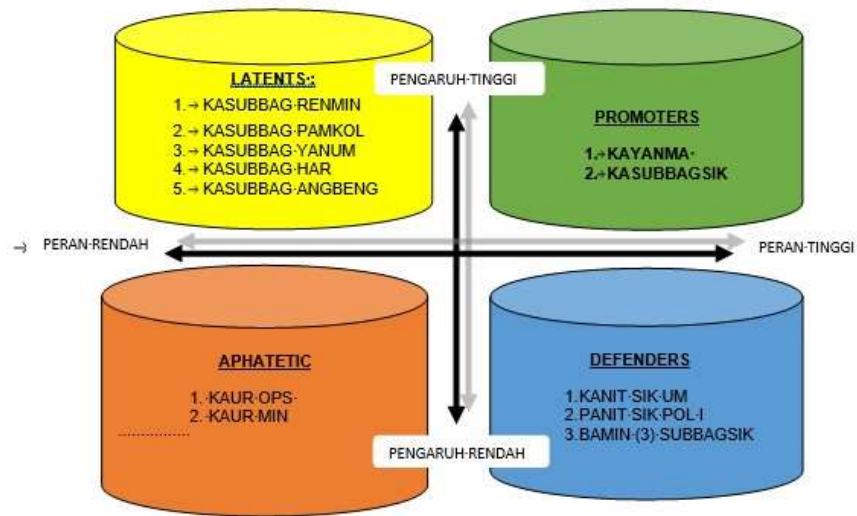 LATENTS :
1. → KASUBBAG RENMIN
2. → KASUBBAG PAMKOL
3. → KASUBBAG YANUM
4. → KASUBBAG HAR
5. → KASUBBAG ANGBENG
PENGARUH TINGGI
PROMOTERS
1. → KAYANMA
2. → KASUBBAGSIK
PERAN RENDAH
PERAN TINGGI
APHATETIC
1. KAUR OPS
2. KAUR MIN
................
DEFENDERS
1.KANIT SIK UM
2.PANIT SIK POL I
3.BAMIN (3) SUBBAGSIK
PENGARUH RENDAH